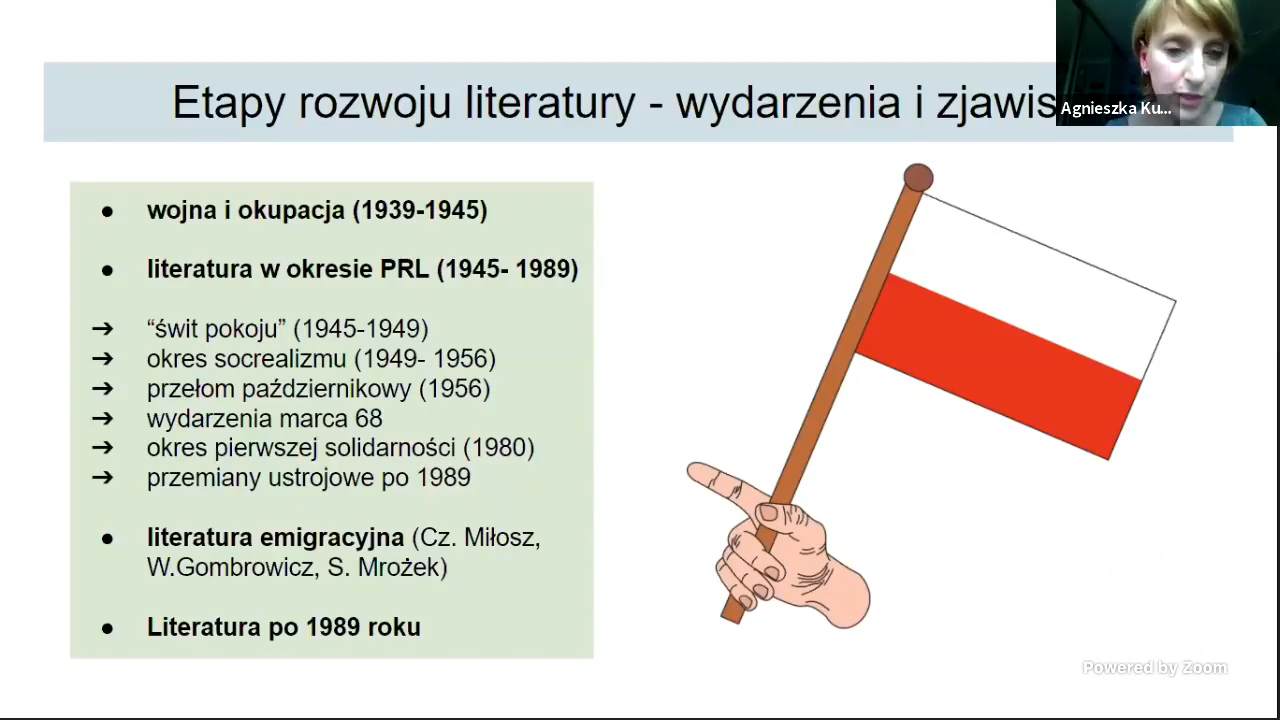 Etapy rozwoju literatury - wydarzenia i zjawis
Agnieszka Ku...
● wojna i okupacja (1939-1945)
● literatura w okresie PRL (1945- 1989)
➔ “świt pokoju” (1945-1949)
➔ okres socrealizmu (1949- 1956)
➔ przełom październikowy (1956)
➔ wydarzenia marca 68
➔ okres pierwszej solidarności (1980)
➔ przemiany ustrojowe po 1989
● literatura emigracyjna (Cz. Miłosz,
W.Gombrowicz, S. Mrożek)
● Literatura po 1989 roku
Powered by Zoom